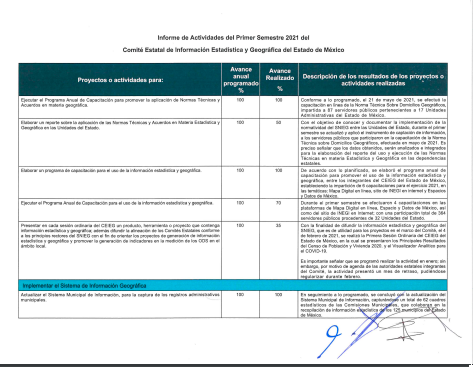 Informe de Actividades del Primer Semestre 2021 del
Comité Estatal de Información Estadística y Geográfica del Estado de México
Proyectos o actividades para:
Avance anual programado %
Avance Realizado %
Descripción de los resultados de los proyectos o actividades realizadas
Ejecutar el Programa Anual de Capacitación para promover la aplicación de Normas Técnicas y
Acuerdos en materia geográfica.
100
100
Conforme a lo programado, el 21 de mayo de 2021, se efectuó la
capacitación en línea de la Norma Técnica Sobre Domicilios Geográficos,
impartida a 87 servidores públicos pertenecientes a 17 Unidades
Administrativas del Estado de México.
Elaborar un reporte sobre la aplicación de las Normas Técnicas y Acuerdos en Materia Estadística y
Geográfica en las Unidades del Estado.
100
50
Con el objetivo de conocer y documentar la implementación de la
normatividad del SNIEG entre las Unidades de Estado, durante el primer
semestre se actualizó y aplicó el instrumento de captación de información,
a los servidores públicos que participaron en la capacitación de la Norma
Técnica sobre Domicilios Geográficos, efectuada en mayo de 2021. Es
preciso señalar que los datos obtenidos, serán analizados e integrados
para la elaboración del reporte del uso y ejecución de las Normas
Técnicas en materia Estadística y Geográfica en las dependencias
estatales.
Elaborar un programa de capacitación para el uso de la información estadística y geográfica.
100
100
De acuerdo con lo planificado, se elaboró el programa anual de
capacitación para promover el uso de la información estadística y
geográfica, entre los integrantes del CEIEG del Estado de México,
estableciendo la impartición de 6 capacitaciones para el ejercicio 2021, en
las temáticas: Mapa Digital en línea, sitio de INEGI en Internet y Espacios
y Datos de México.
Ejecutar el Programa Anual de Capacitación para el uso de la información estadística y geográfica.
100
70
Durante el primer semestre se efectuaron 4 capacitaciones en las
plataformas de Mapa Digital en línea, Espacio y Datos de México, así
como del sitio de INEGI en Internet; con una participación total de 384
servidores públicos procedentes de 32 Unidades del Estado.
Presentar en cada sesión ordinaria del CEIEG un producto, herramienta o proyecto que contenga
información estadística y geográfica; además difundir la información de los Comités Estatales conforme
a los principios rectores del SNIEG con el fin de orientar los esfuerzos en la generación de información
estadística y geográfica y promover la generación de indicadores en la medición de los ODS en el
ámbito local.
100
35
Con la finalidad de difundir la información estadística y geográfica del
SNIEG, que es de utilidad para los proyectos en el marco del Comité, el 4
de febrero de 2021, se realizó la Primera Sesión Ordinaria del CEIEG del
Estado de México, en la cual se presentaron los Principales Resultados
del Censo de Población y Vivienda 2020, y el Visualizador Analítico para
el COVID-19.
Es importante señalar que se programó realizar la actividad en enero; sin
embargo, por motivo de agenda de las autoridades estatales integrantes
del Comité, la actividad presentó un mes de retraso, pudiéndose
regularizar durante febrero.
Implementar el Sistema de Información Geográfica
Actualizar el Sistema Municipal de Información, para la captura de los registros administrativos
municipales.
100
100
En seguimiento a lo programado, se concluyó con la actualización del
Sistema Municipal de Información, capturándose un total de 62 cuadros
estadísticos de las Comisiones Municipales, que colaboran en la
recopilación de información estadística de los 125 municipios del Estado
de México.